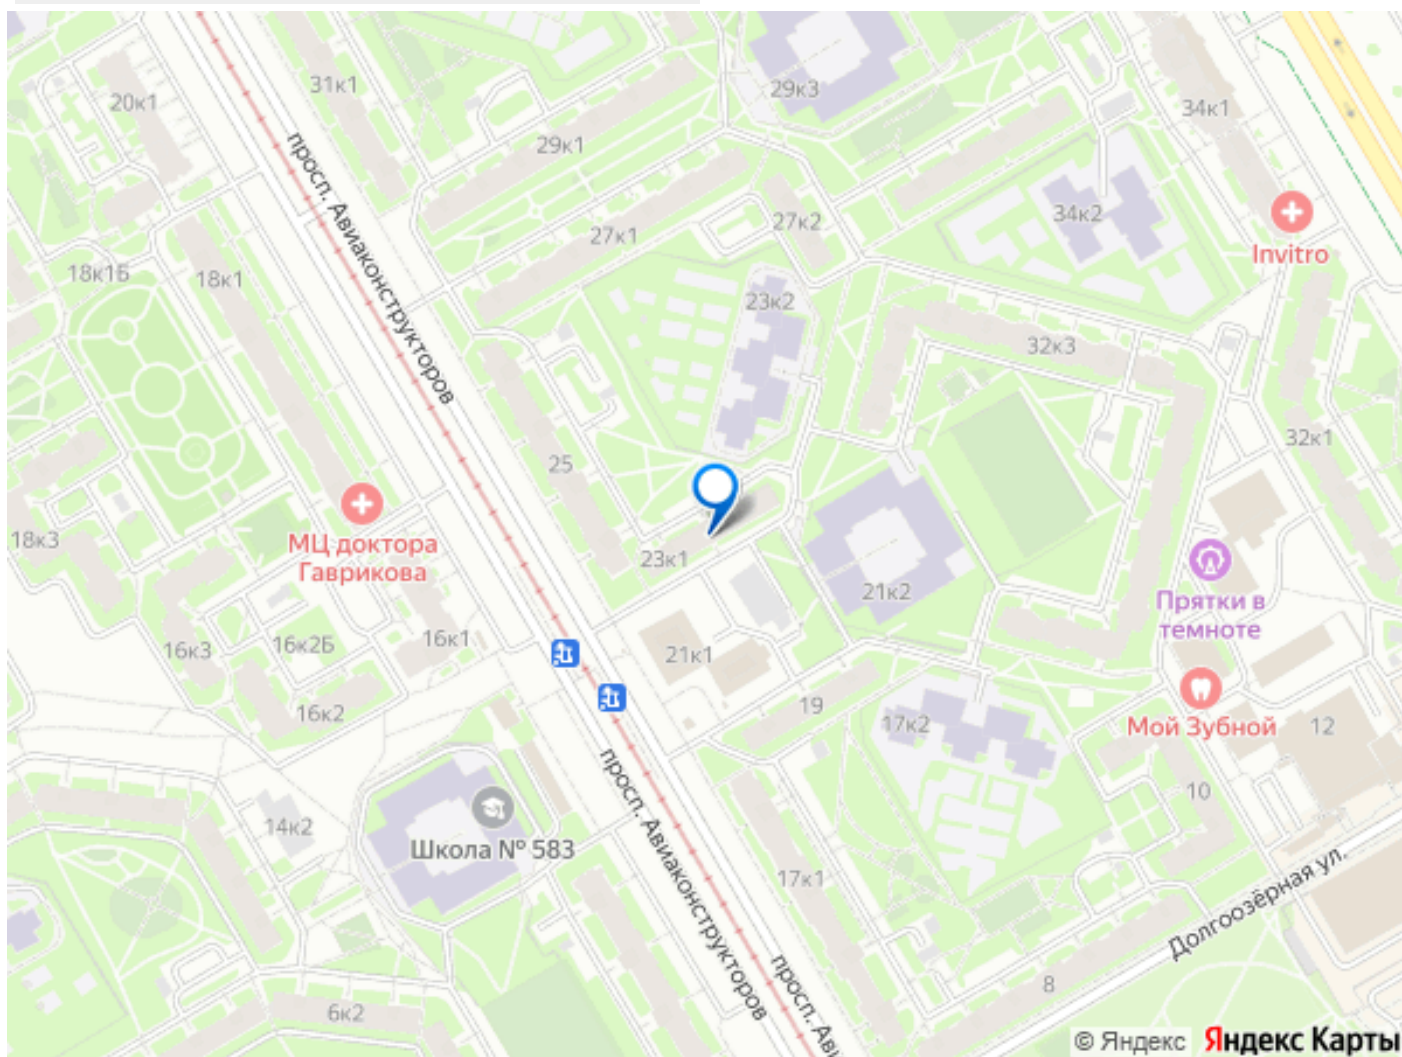 20к1
31к1
29к3
34к1
29к1
просп. Авиаконструкторов
27к1
27к2
34к2
Invitro
18к1Б
18к1
23к2
32к3
32к1
25
18к3
МЦ доктора
Гаврикова
23к1
21к2
Прятки в
темноте
16к3
16к2Б
16к1
21к1
16к2
19
17к2
Мой Зубной
12
10
14к2
Школа № 583
просп. Авиаконструкторов
17к1
Долгоозёрная ул.
просп. Ави
8
6к2
© Яндекс Яндекс Карты